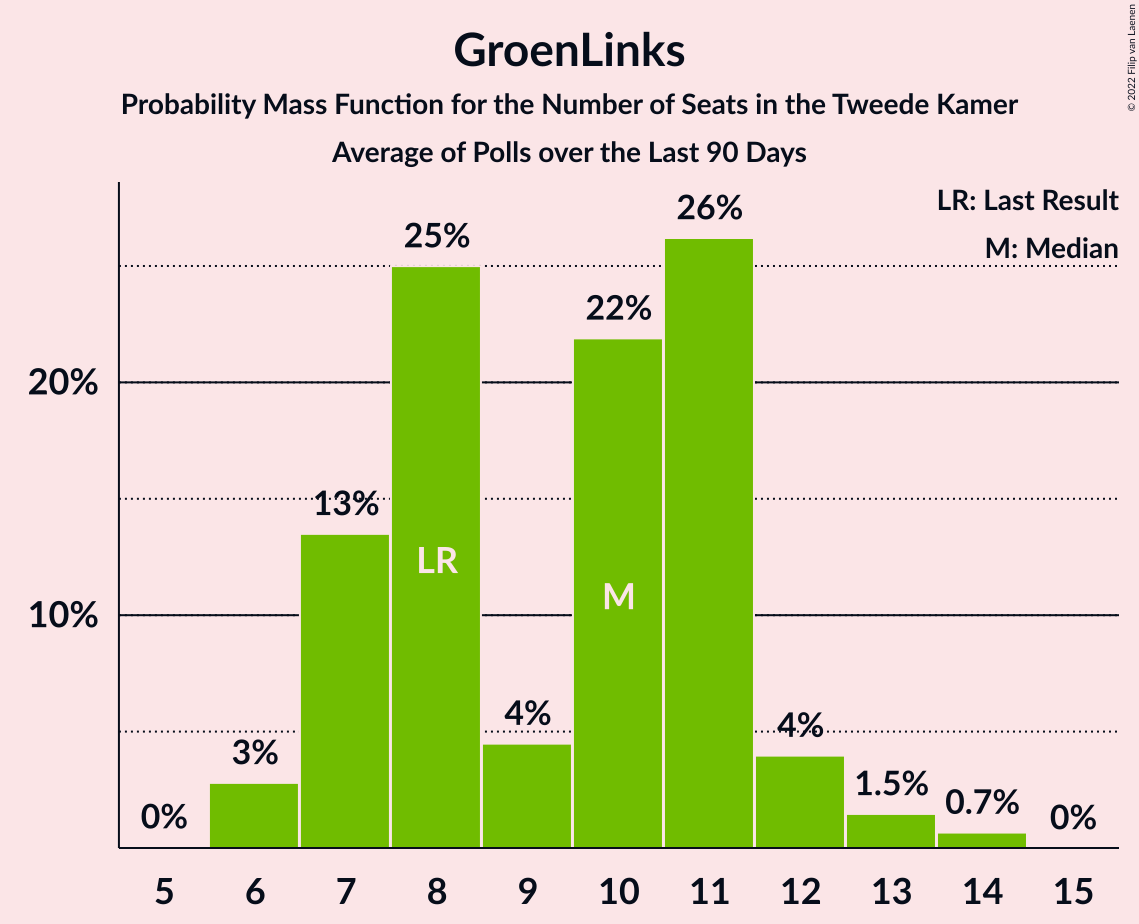 GroenLinks
Probability Mass Function for the Number of Seats in the Tweede Kamer
Average of Polls over the Last 90 Days
© 2022 Filip van Laenen
LR: Last Result
M: Median
26%
25%
22%
20%
13%
LR
M
10%
4%
4%
3%
1.5%
0.7%
0%
0%
5 6 7 8 9 10 11 12 13 14 15